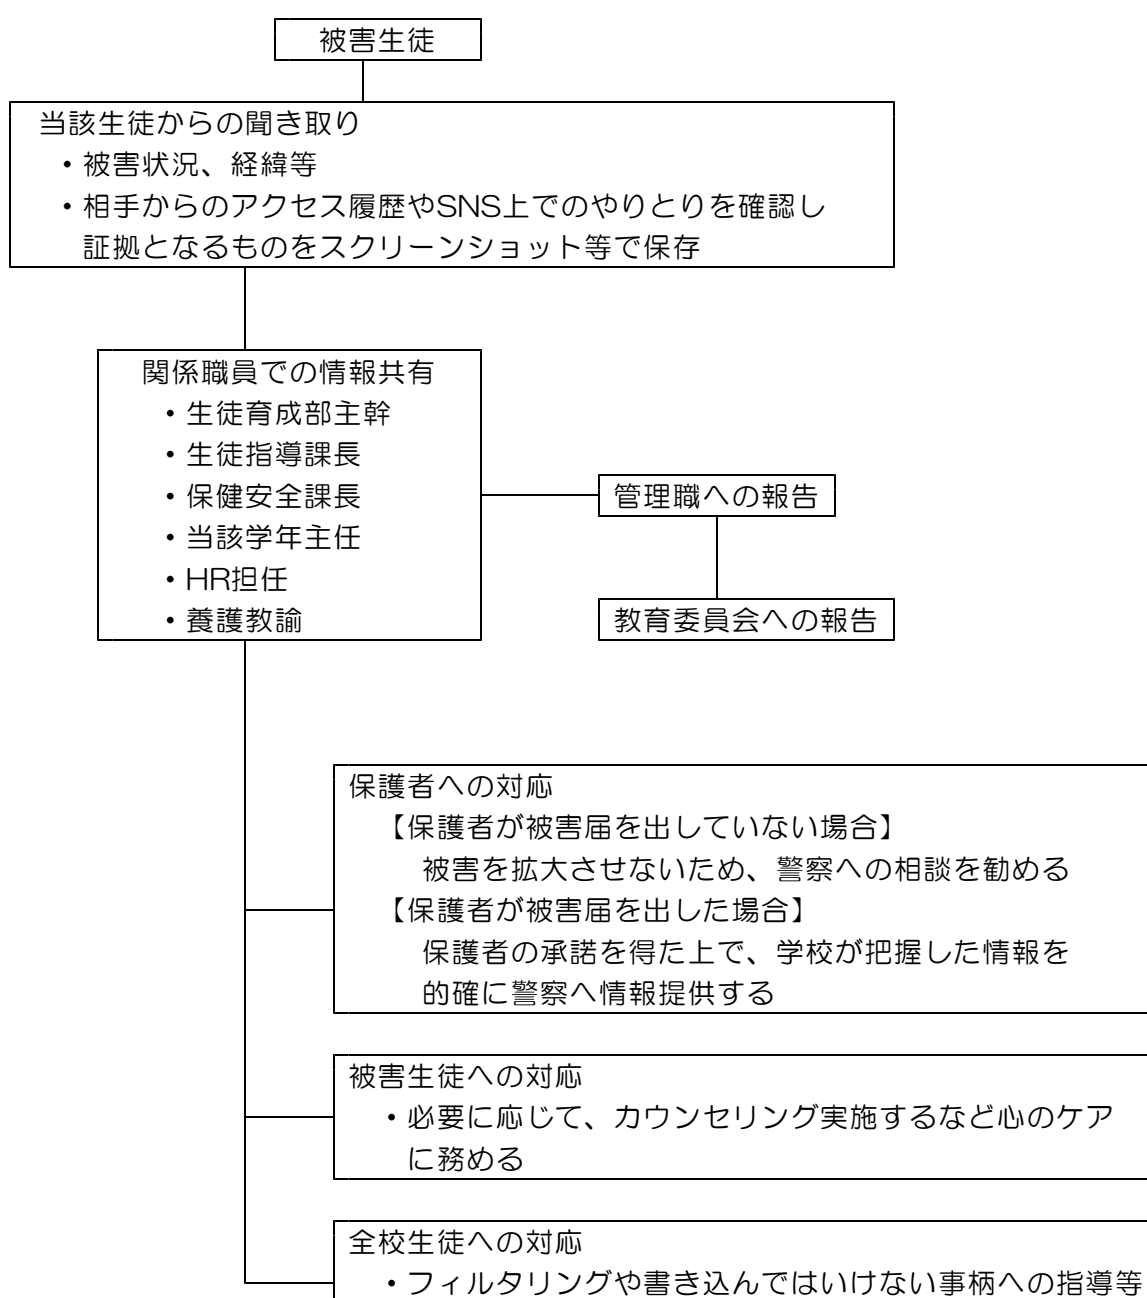 被害生徒
当該生徒からの聞き取り
・被害状況、経緯等
・相手からのアクセス履歴やSNS上でのやりとりを確認し
証拠となるものをスクリーンショット等で保存
関係職員での情報共有
・生徒育成部主幹
・生徒指導課長
・保健安全課長
・当該学年主任
・HR担任
・養護教諭
管理職への報告
教育委員会への報告
保護者への対応
【保護者が被害届を出していない場合】
被害を拡大させないため、警察への相談を勧める
【保護者が被害届を出した場合】
保護者の承諾を得た上で、学校が把握した情報を
的確に警察へ情報提供する
被害生徒への対応
・必要に応じて、カウンセリング実施するなど心のケア
に務める
全校生徒への対応
・フィルタリングや書き込んではいけない事柄への指導等